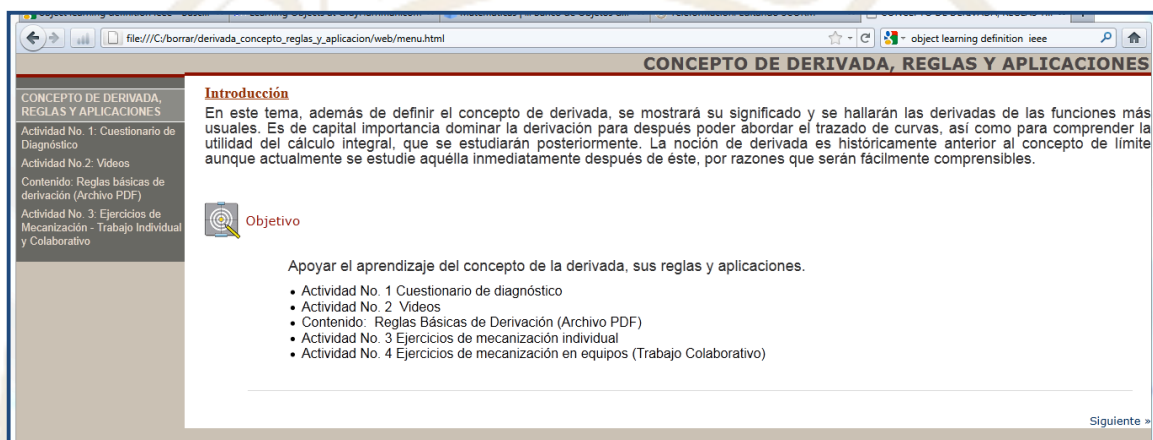 file:///C:/borrar/derivada_concepto_reglas_y_aplicacion/web/menu.html
object learning definition ieee
CONCEPTO DE DERIVADA, REGLAS Y APLICACIONES
CONCEPTO DE DERIVADA,
REGLAS Y APLICACIONES
Actividad No. 1: Cuestionario de
Diagnóstico
Actividad No.2: Videos
Contenido: Reglas básicas de
derivación (Archivo PDF)
Actividad No. 3: Ejercicios de
Mecanización - Trabajo Individual
y Colaborativo
Introducción
En este tema, además de definir el concepto de derivada, se mostrará su significado y se hallarán las derivadas de las funciones más
usuales. Es de capital importancia dominar la derivación para después poder abordar el trazado de curvas, así como para comprender la
utilidad del cálculo integral, que se estudiarán posteriormente. La noción de derivada es históricamente anterior al concepto de límite
aunque actualmente se estudie aquélla inmediatamente después de éste, por razones que serán fácilmente comprensibles.
Objetivo
Apoyar el aprendizaje del concepto de la derivada, sus reglas y aplicaciones.
• Actividad No. 1 Cuestionario de diagnóstico
• Actividad No. 2 Videos
• Contenido: Reglas Básicas de Derivación (Archivo PDF)
• Actividad No. 3 Ejercicios de mecanización individual
• Actividad No. 4 Ejercicios de mecanización en equipos (Trabajo Colaborativo)
Siguiente »